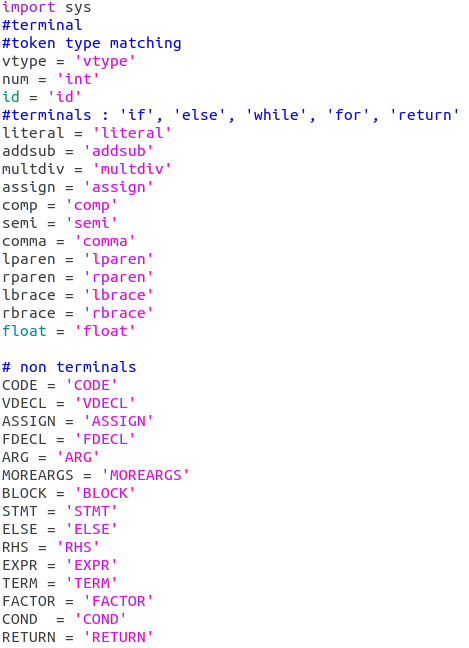 import sys
#terminal
#token type matching
vtype = 'vtype'
num = 'int'
id = 'id'
#terminals : 'if', 'else', 'while', 'for', 'return'
literal = 'literal'
addsub = 'addsub'
multdiv = 'multdiv'
assign = 'assign'
comp = 'comp'
semi = 'semi'
comma = 'comma'
lparen = 'lparen'
rparen = 'rparen'
lbrace = 'lbrace'
rbrace = 'rbrace'
float = 'float'

# non terminals
CODE = 'CODE'
VDECL = 'VDECL'
ASSIGN = 'ASSIGN'
FDECL = 'FDECL'
ARG = 'ARG'
MOREARGS = 'MOREARGS'
BLOCK = 'BLOCK'
STMT = 'STMT'
ELSE = 'ELSE'
RHS = 'RHS'
EXPR = 'EXPR'
TERM = 'TERM'
FACTOR = 'FACTOR'
COND  = 'COND'
RETURN = 'RETURN'